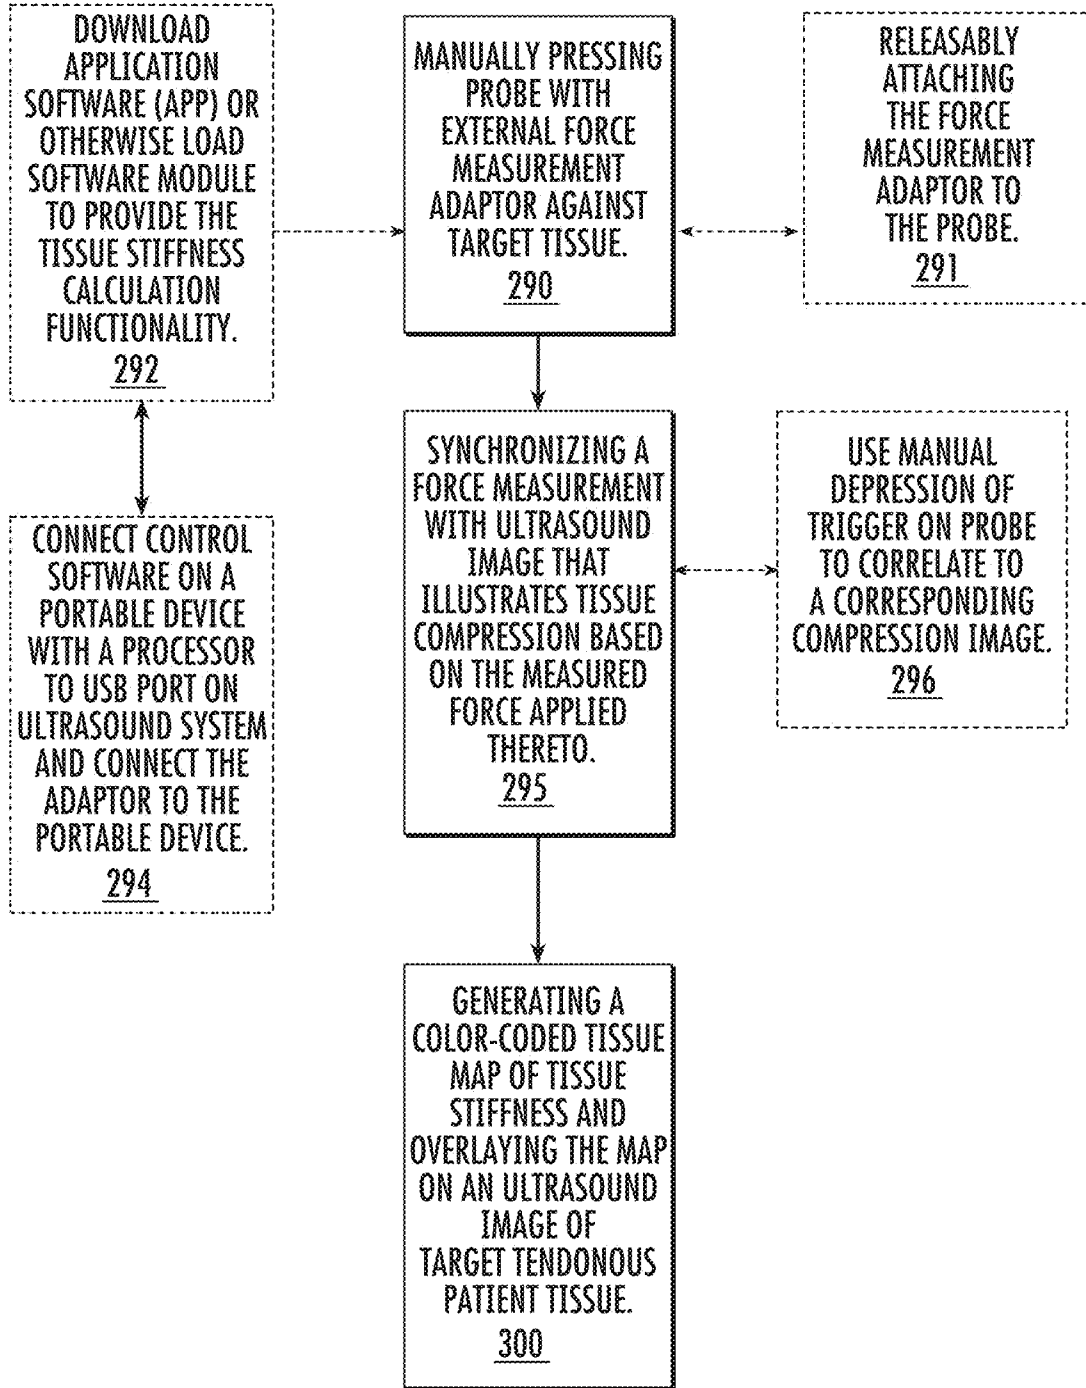 DOWNLOAD
APPLICATION
SOFTWARE (APP) OR
OTHERWISE LOAD
SOFTWARE MODULE
TO PROVIDE THE
TISSUE STIFFNESS
CALCULATION
FUNCTIONALITY.
292
MANUALLY PRESSING
PROBE WITH
EXTERNAL FORCE
MEASUREMENT
ADAPTOR AGAINST
TARGET TISSUE.
290
RELEASABLY
ATTACHING
THE FORCE
MEASUREMENT
ADAPTOR TO
THE PROBE.
291
CONNECT CONTROL
SOFTWARE ON A
PORTABLE DEVICE
WITH A PROCESSOR
TO USB PORT ON
ULTRASOUND SYSTEM
AND CONNECT THE
ADAPTOR TO THE
PORTABLE DEVICE.
294
SYNCHRONIZING A
FORCE MEASUREMENT
WITH ULTRASOUND
IMAGE THAT
ILLUSTRATES TISSUE
COMPRESSION BASED
ON THE MEASURED
FORCE APPLIED
THERETO.
295
USE MANUAL
DEPRESSION OF
TRIGGER ON PROBE
TO CORRELATE TO
A CORRESPONDING
COMPRESSION IMAGE.
296
GENERATING A
COLOR-CODED TISSUE
MAP OF TISSUE
STIFFNESS AND
OVERLAYING THE MAP
ON AN ULTRASOUND
IMAGE OF
TARGET TENDONOUS
PATIENT TISSUE.
300